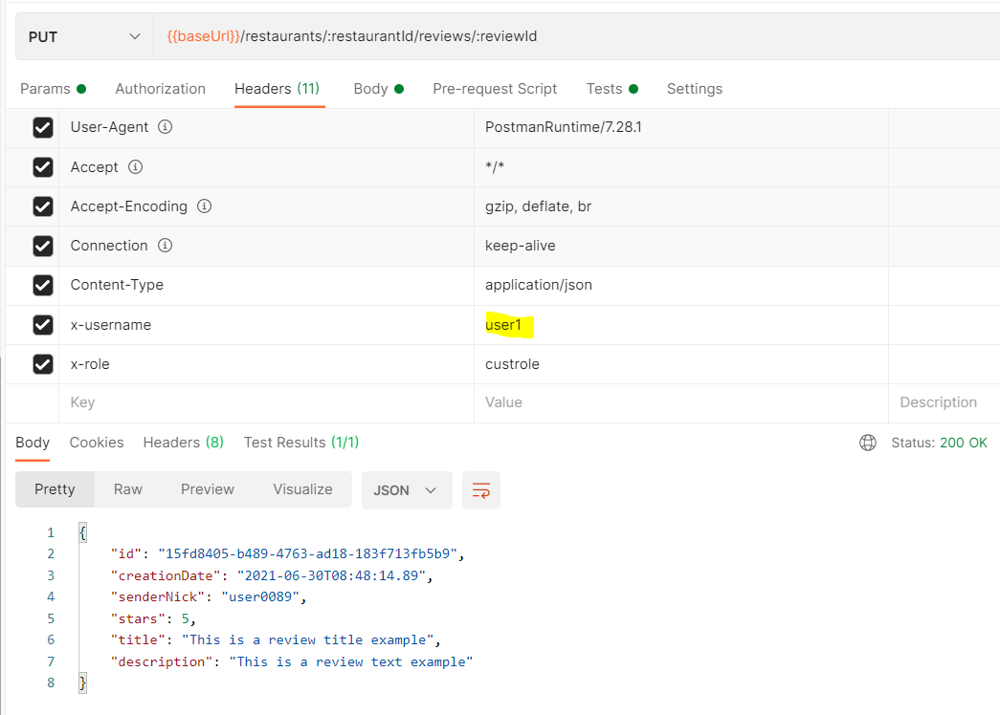 PUT {{baseUrl}}/restaurants/:restaurantId/reviews/:reviewId
Params Authorization Headers (11) Body Pre-request Script Tests Settings
User-Agent PostmanRuntime/7.28.1
Accept */*
Accept-Encoding gzip, deflate, br
Connection keep-alive
Content-Type application/json
x-username user1
x-role custrole
Key Value Description
Body Cookies Headers (8) Test Results (1/1) Status: 200 OK
Pretty Raw Preview Visualize JSON
1 {
2 "id": "15fd8405-b489-4763-ad18-183f713fb5b9",
3 "creationDate": "2021-06-30T08:48:14.89",
4 "senderNick": "user0089",
5 "stars": 5,
6 "title": "This is a review title example",
7 "description": "This is a review text example"
8 }